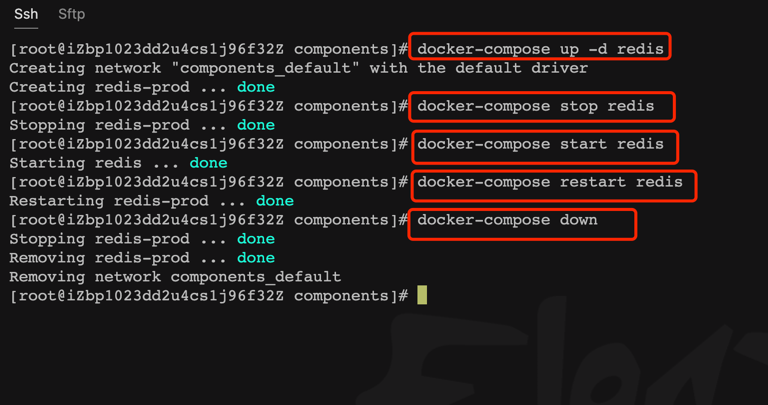 Ssh Sftp
[root@iZbp1023dd2u4cs1j96f32Z components]# docker-compose up -d redis
Creating network "components_default" with the default driver
Creating redis-prod ... done
[root@iZbp1023dd2u4cs1j96f32Z components]# docker-compose stop redis
Stopping redis-prod ... done
[root@iZbp1023dd2u4cs1j96f32Z components]# docker-compose start redis
Starting redis ... done
[root@iZbp1023dd2u4cs1j96f32Z components]# docker-compose restart redis
Restarting redis-prod ... done
[root@iZbp1023dd2u4cs1j96f32Z components]# docker-compose down
Stopping redis-prod ... done
Removing redis-prod ... done
Removing network components_default
[root@iZbp1023dd2u4cs1j96f32Z components]#